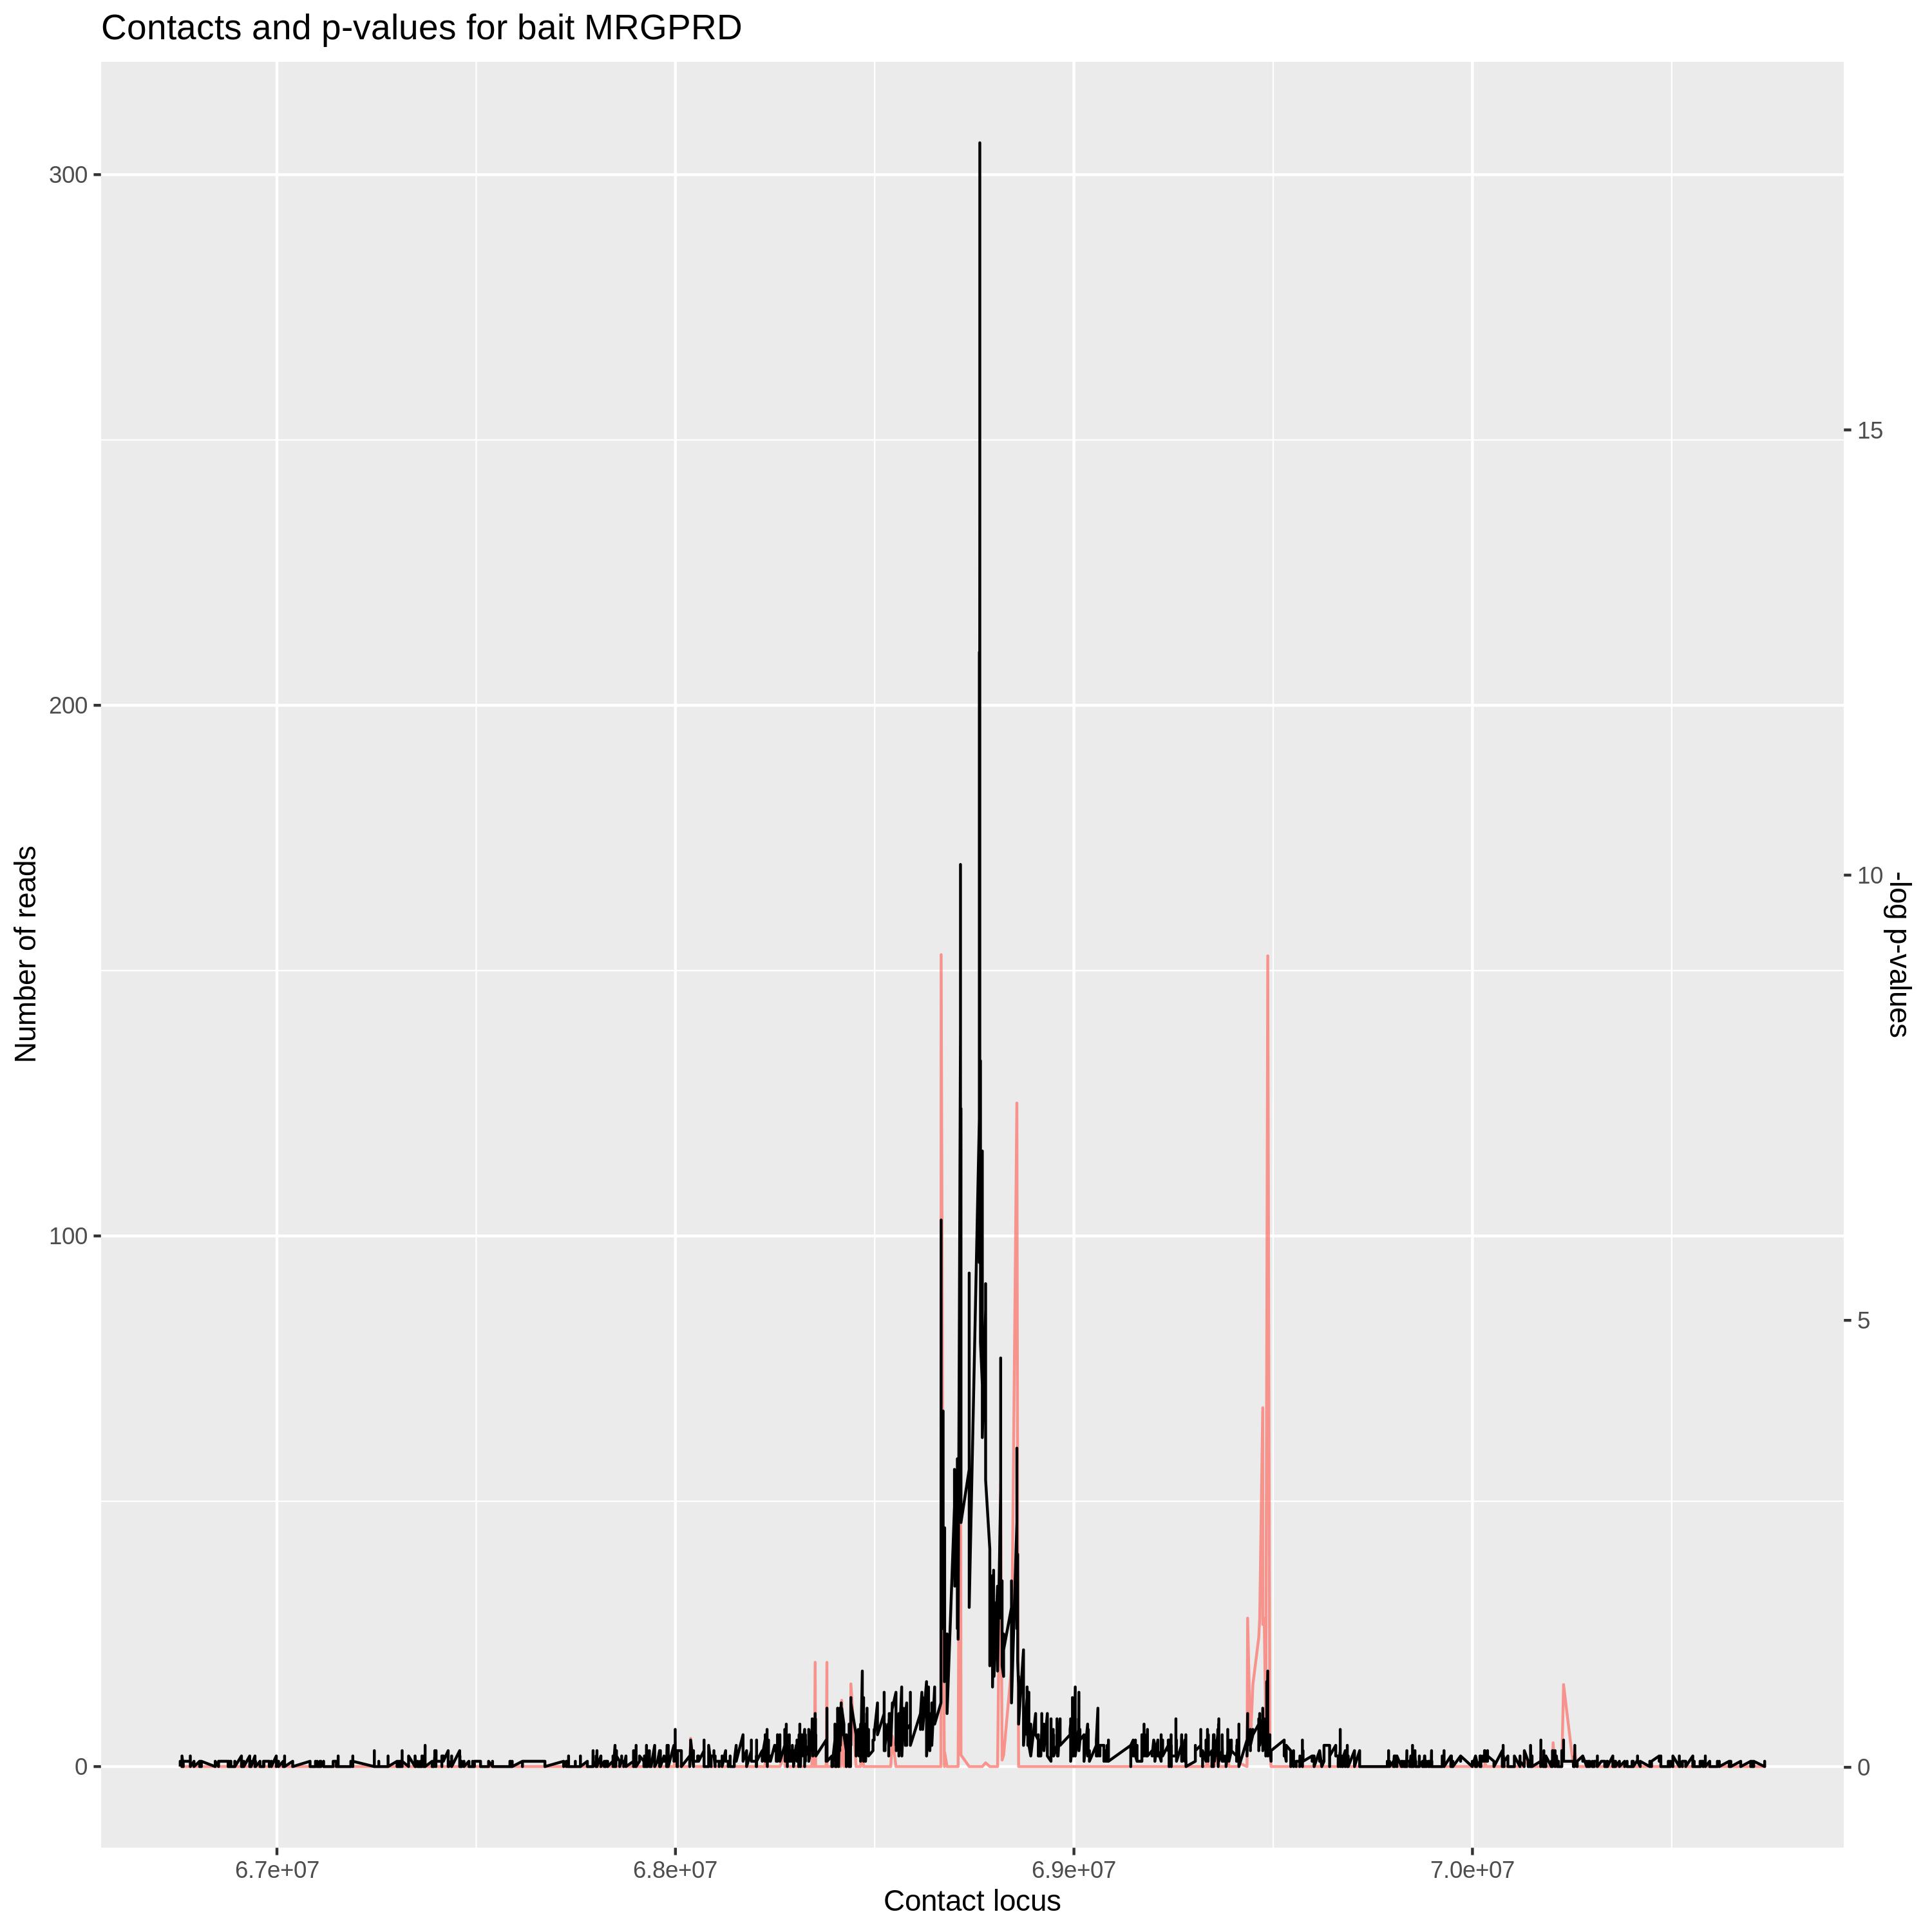 Contacts and p-values for bait MRGPRD
300
200
100
0
Number of reads
15
10
5
0
-log p-values
6.7e+07 6.8e+07 6.9e+07 7.0e+07
Contact locus